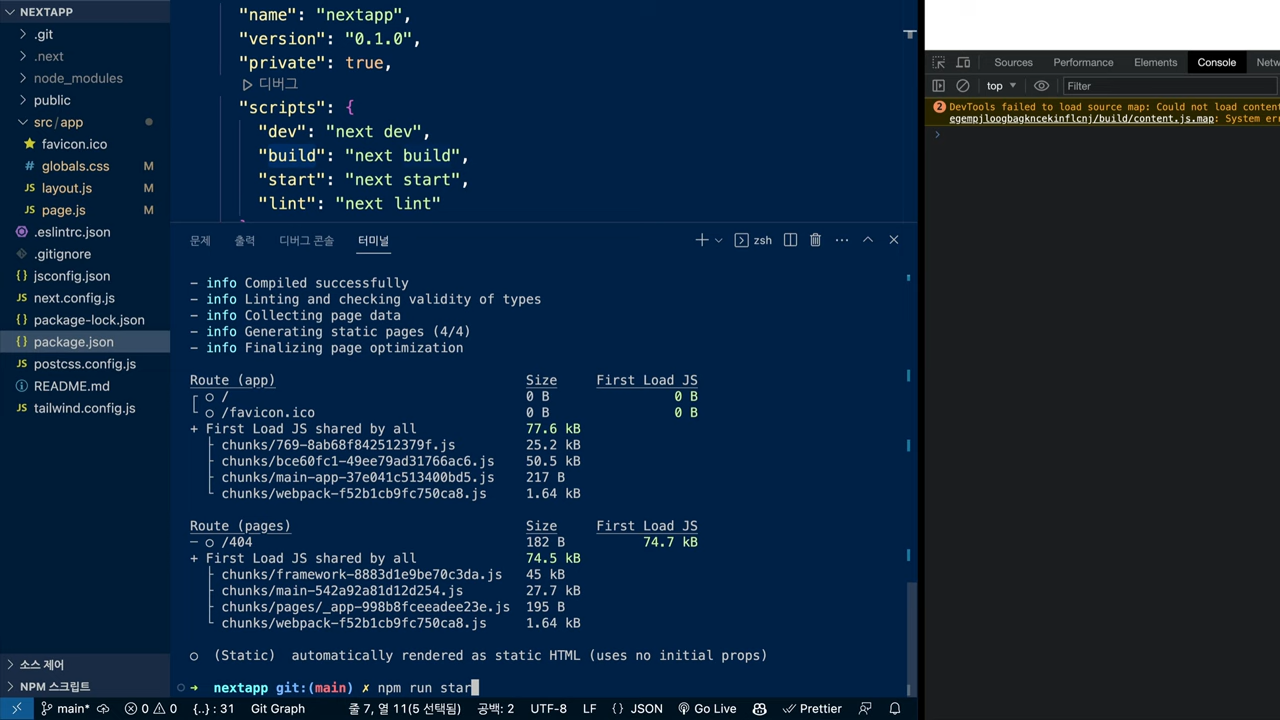 NEXTAPP
.git
.next
node_modules
public
src/app
favicon.ico
globals.css M
layout.js M
page.js M
.eslintrc.json
.gitignore
jsconfig.json
next.config.js
package-lock.json
package.json
postcss.config.js
README.md
tailwind.config.js
소스 제어
NPM 스크립트
"name": "nextapp",
"version": "0.1.0",
"private": true,
디버그
"scripts": {
"dev": "next dev",
"build": "next build",
"start": "next start",
"lint": "next lint"
문제 출력 디버그 콘솔 터미널 zsh
- info Compiled successfully
- info Linting and checking validity of types
- info Collecting page data
- info Generating static pages (4/4)
- info Finalizing page optimization
Route (app) Size First Load JS
┌ ○ / 0 B 0 B
└ ○ /favicon.ico 0 B 0 B
+ First Load JS shared by all 77.6 kB
├ chunks/769-8ab68f842512379f.js 25.2 kB
├ chunks/bce60fc1-49ee79ad31766ac6.js 50.5 kB
├ chunks/main-app-37e041c513400bd5.js 217 B
└ chunks/webpack-f52b1cb9fc750ca8.js 1.64 kB
Route (pages) Size First Load JS
─ ○ /404 182 B 74.7 kB
+ First Load JS shared by all 74.5 kB
├ chunks/framework-8883d1e9be70c3da.js 45 kB
├ chunks/main-542a92a81d12d254.js 27.7 kB
├ chunks/pages/_app-998b8fceeadee23e.js 195 B
└ chunks/webpack-f52b1cb9fc750ca8.js 1.64 kB
○ (Static) automatically rendered as static HTML (uses no initial props)
➜ nextapp git:(main) ✗ npm run star
main* 0 0 {..} : 31 Git Graph 줄 7, 열 11(5 선택됨) 공백: 2 UTF-8 LF {} JSON Go Live Prettier
Sources Performance Elements Console Netw
top Filter
2 DevTools failed to load source map: Could not load content
egempjloogbagkncekinflcnj/build/content.js.map: System err